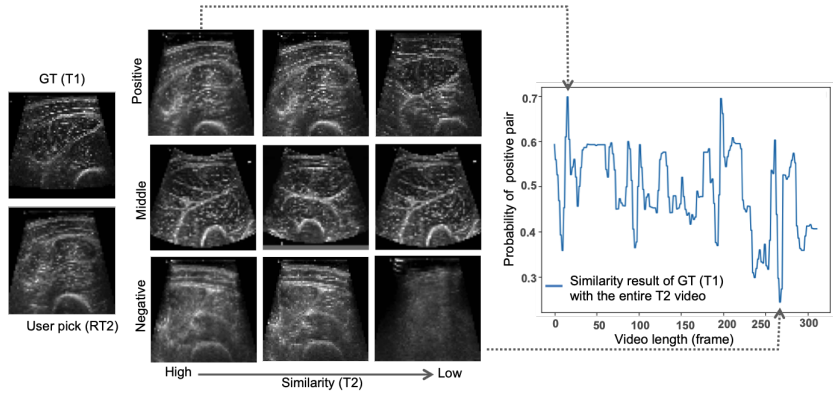 GT (T1)
User pick (RT2)
Positive
Middle
Negative
High
Low
Similarity (T2)
Probability of positive pair
0.7
0.6
0.5
0.4
0.3
Similarity result of GT (T1)
with the entire T2 video
0 50 100 150 200 250 300
Video length (frame)